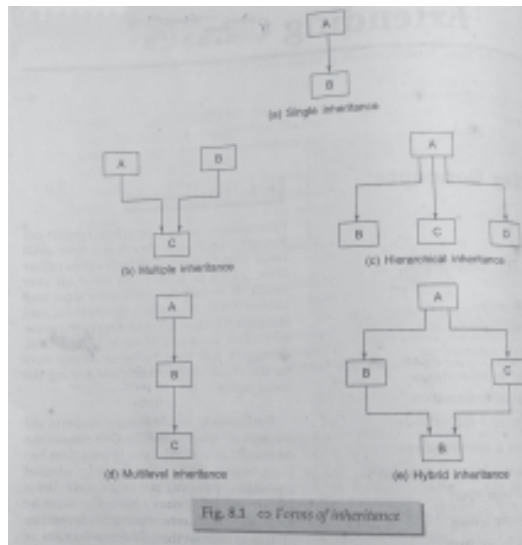 A
B
(a) Single inheritance
A
B
C
(b) Multiple inheritance
A
B
C
D
(c) Hierarchical inheritance
A
B
C
(d) Multilevel inheritance
A
B
C
B
(e) Hybrid inheritance
Fig. 8.1 ⇔ Forms of inheritance